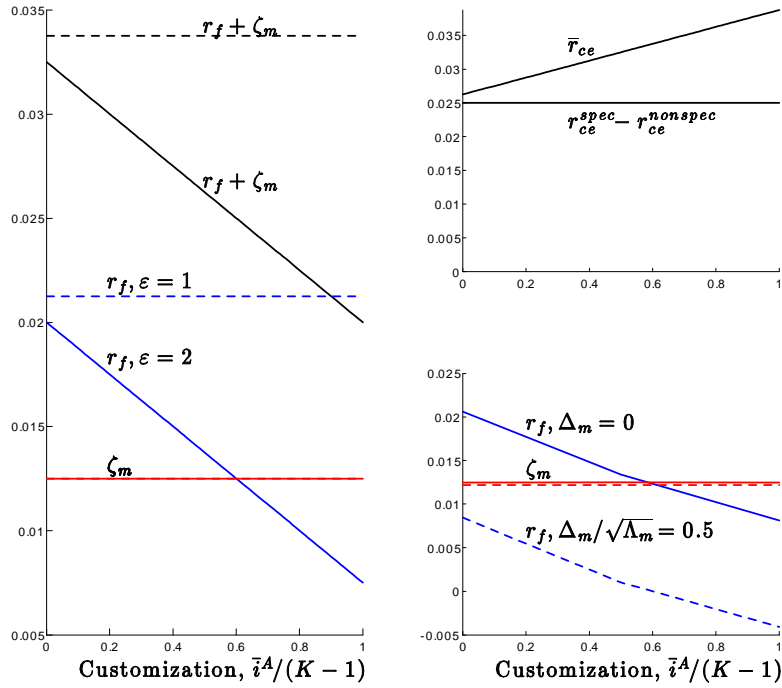 0.035
0.03
0.025
0.02
0.015
0.01
0.005
0 0.2 0.4 0.6 0.8 1
r_f + ζ_m
r_f + ζ_m
r_f, ε = 1
r_f, ε = 2
ζ_m
Customization, i̅^A/(K − 1)
0.035
0.03
0.025
0.02
0.015
0.01
0.005
0
0 0.2 0.4 0.6 0.8 1
r̅_ce
r_ce^spec − r_ce^nonspec
0.025
0.02
0.015
0.01
0.005
0
-0.005
0 0.2 0.4 0.6 0.8 1
r_f, Δ_m = 0
ζ_m
r_f, Δ_m/√Λ_m = 0.5
Customization, i̅^A/(K − 1)